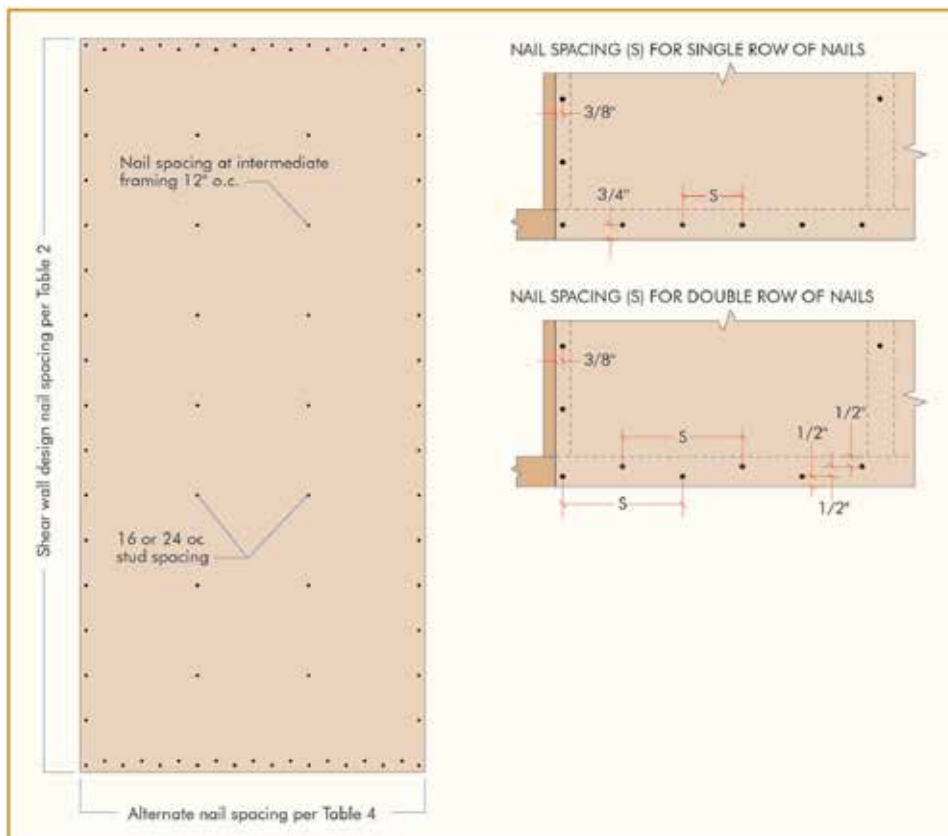 Shear wall design nail spacing per Table 2
Nail spacing at intermediate
framing 12" o.c.
16 or 24 oc
stud spacing
Alternate nail spacing per Table 4
NAIL SPACING (S) FOR SINGLE ROW OF NAILS
3/8"
3/4"
S
NAIL SPACING (S) FOR DOUBLE ROW OF NAILS
3/8"
S
1/2"
1/2"
S
1/2"